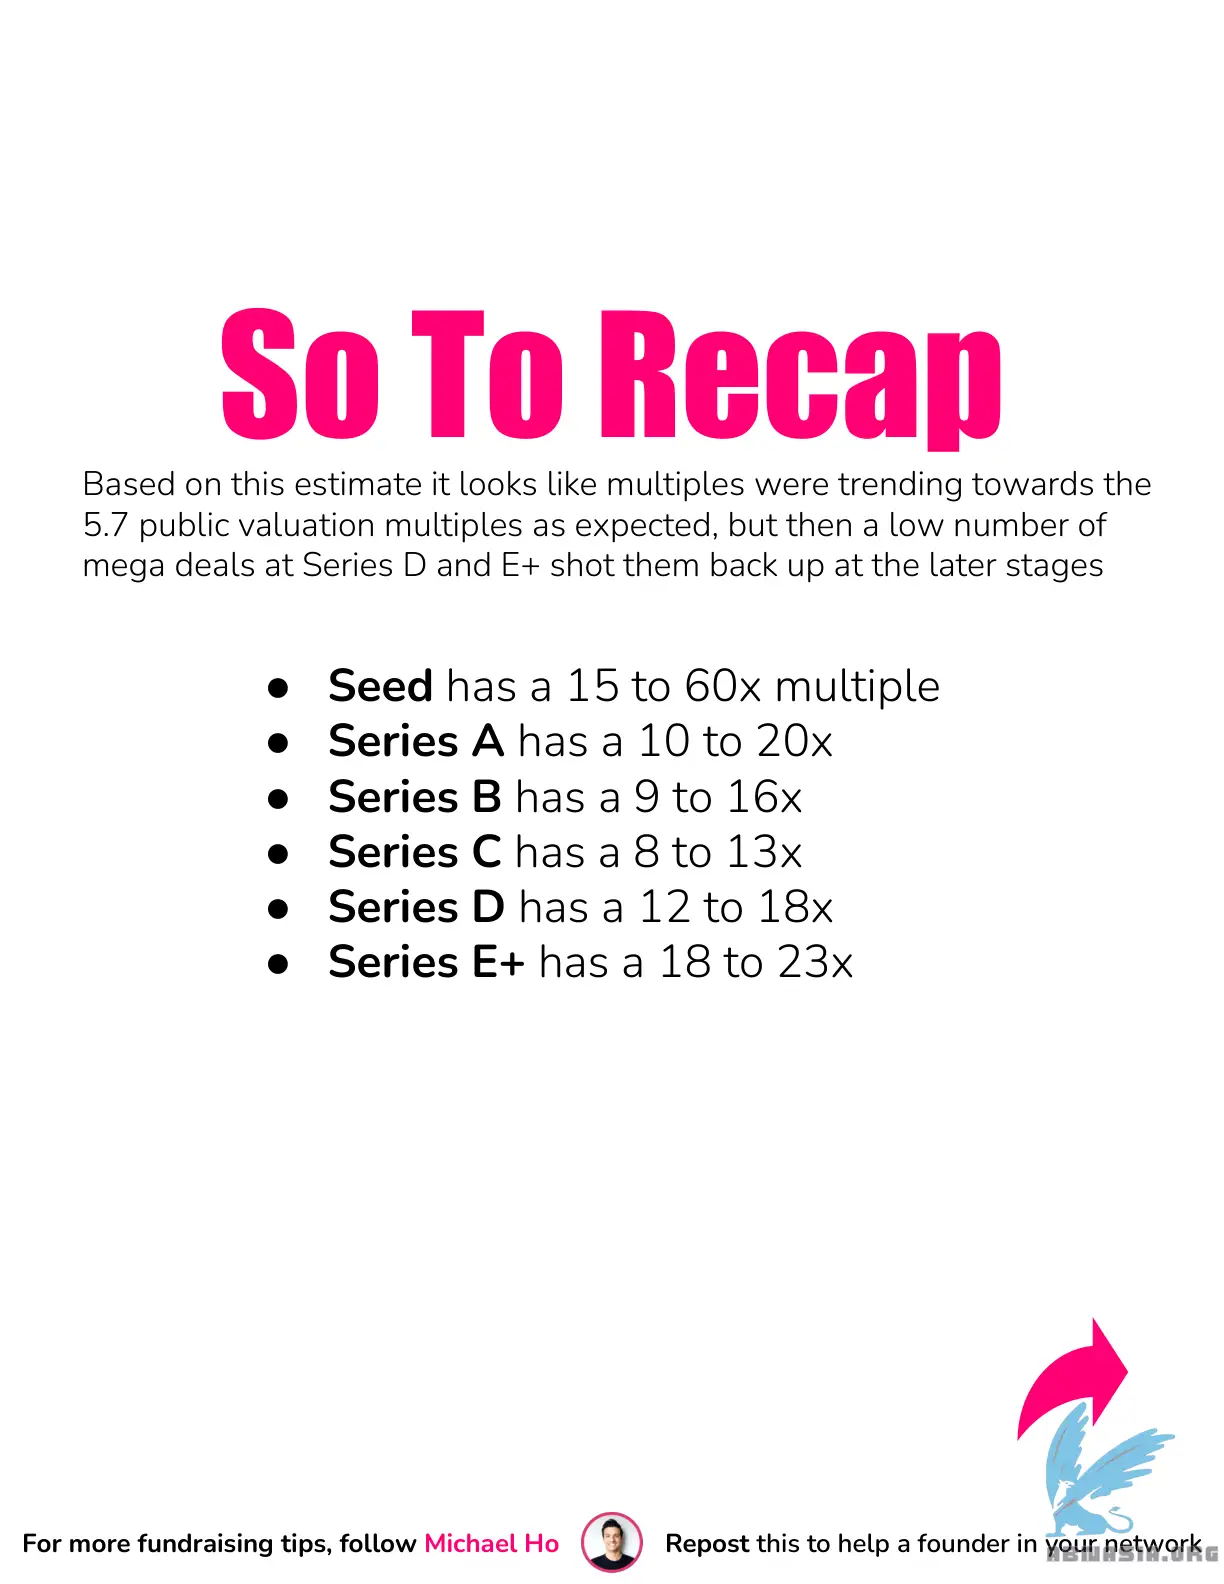 So To Recap
Based on this estimate it looks like multiples were trending towards the
5.7 public valuation multiples as expected, but then a low number of
mega deals at Series D and E+ shot them back up at the later stages
● Seed has a 15 to 60x multiple
● Series A has a 10 to 20x
● Series B has a 9 to 16x
● Series C has a 8 to 13x
● Series D has a 12 to 18x
● Series E+ has a 18 to 23x
For more fundraising tips, follow Michael Ho
Repost this to help a founder in your network
ABMASIA.ORG